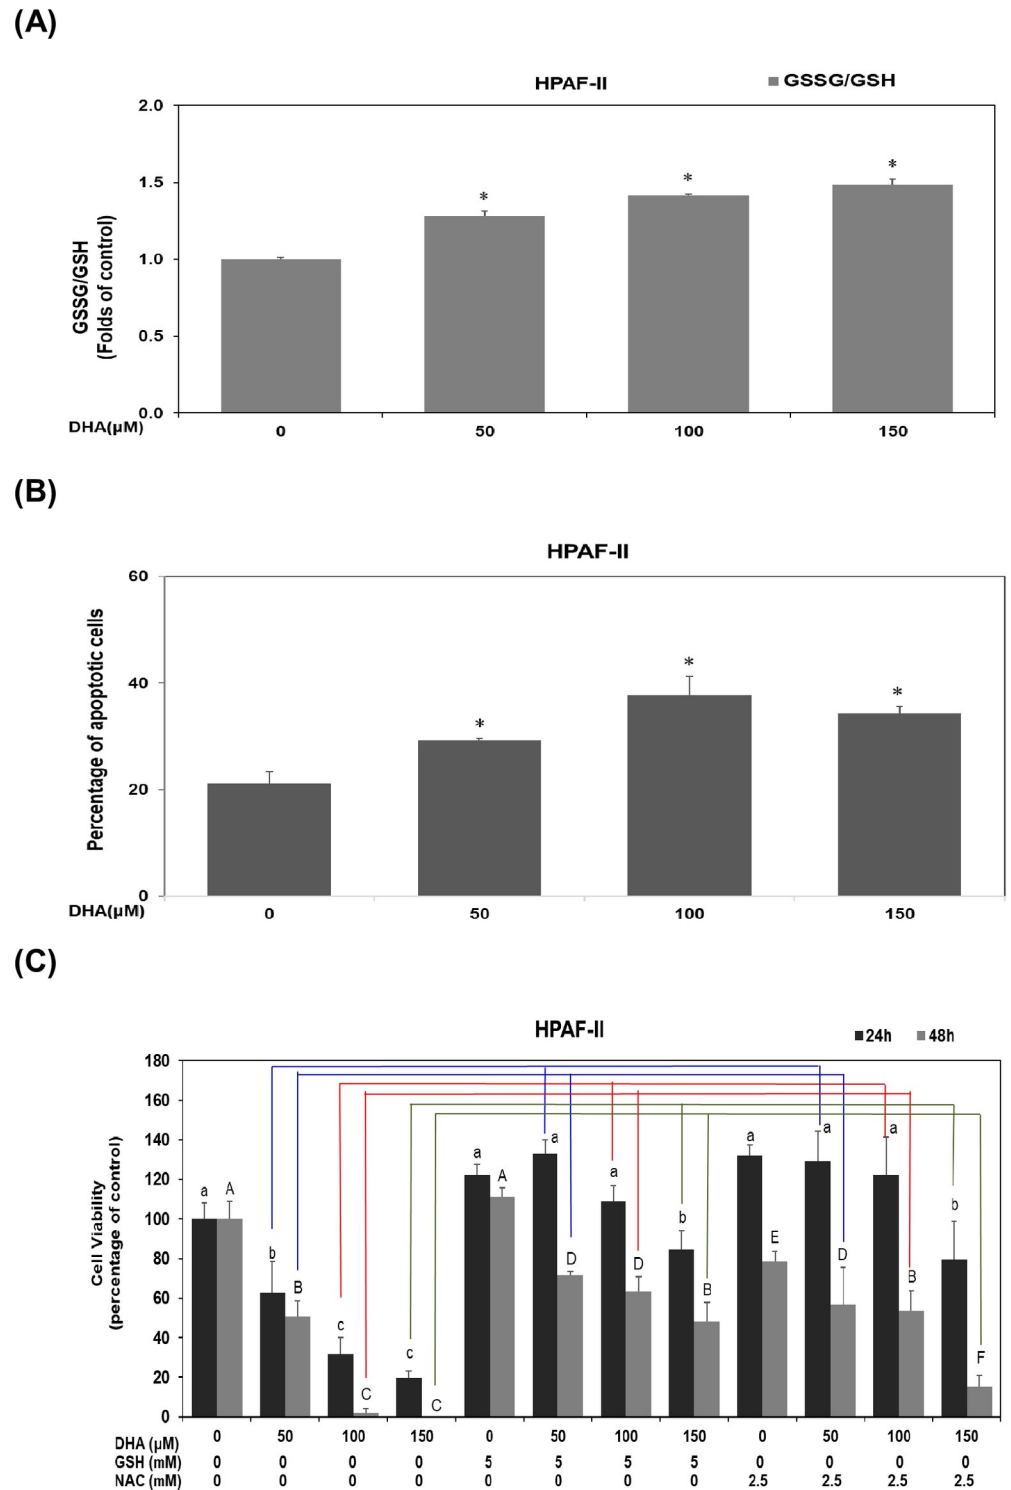 (A)
HPAF-II
GSSG/GSH
2.0
1.5
1.0
0.5
0.0
GSSG/GSH
(Folds of control)
* * *
DHA(µM)
0 50 100 150
(B)
HPAF-II
60
40
20
0
Percentage of apoptotic cells
* * *
DHA(µM)
0 50 100 150
(C)
HPAF-II
24h 48h
180
160
140
120
100
80
60
40
20
0
Cell Viability
(percentage of control)
a A b B c C c C a A a D a D b B a E a D a B b F
DHA (µM) 0 50 100 150 0 50 100 150 0 50 100 150
GSH (mM) 0 0 0 0 5 5 5 5 0 0 0 0
NAC (mM) 0 0 0 0 0 0 0 0 2.5 2.5 2.5 2.5